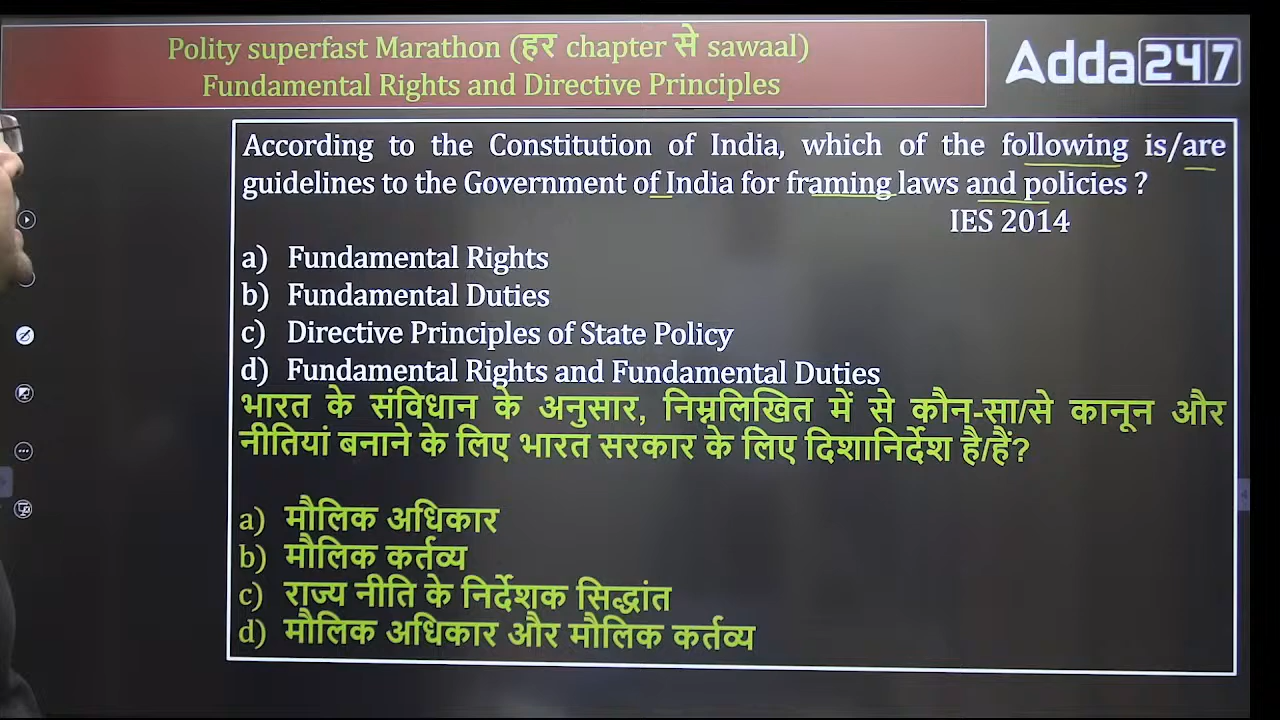 Polity superfast Marathon (हर chapter से sawaal)
Fundamental Rights and Directive Principles
Adda247
According to the Constitution of India, which of the following is/are
guidelines to the Government of India for framing laws and policies ?
IES 2014
a) Fundamental Rights
b) Fundamental Duties
c) Directive Principles of State Policy
d) Fundamental Rights and Fundamental Duties
भारत के संविधान के अनुसार, निम्नलिखित में से कौन-सा/से कानून और
नीतियां बनाने के लिए भारत सरकार के लिए दिशानिर्देश है/हैं?
a) मौलिक अधिकार
b) मौलिक कर्तव्य
c) राज्य नीति के निर्देशक सिद्धांत
d) मौलिक अधिकार और मौलिक कर्तव्य